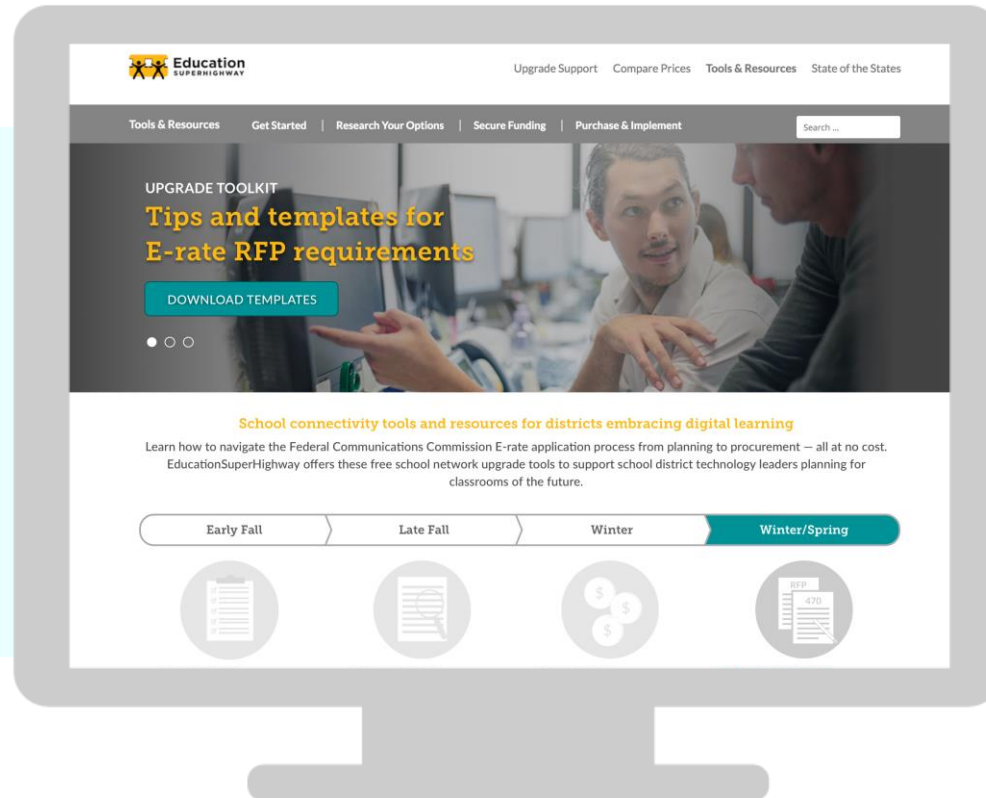 Education
SUPERHIGHWAY
Upgrade Support Compare Prices Tools & Resources State of the States
Tools & Resources Get Started | Research Your Options | Secure Funding | Purchase & Implement Search ...
UPGRADE TOOLKIT
Tips and templates for
E-rate RFP requirements
DOWNLOAD TEMPLATES
School connectivity tools and resources for districts embracing digital learning
Learn how to navigate the Federal Communications Commission E-rate application process from planning to procurement — all at no cost.
EducationSuperHighway offers these free school network upgrade tools to support school district technology leaders planning for
classrooms of the future.
Early Fall Late Fall Winter Winter/Spring
$ $ $
RFP
470